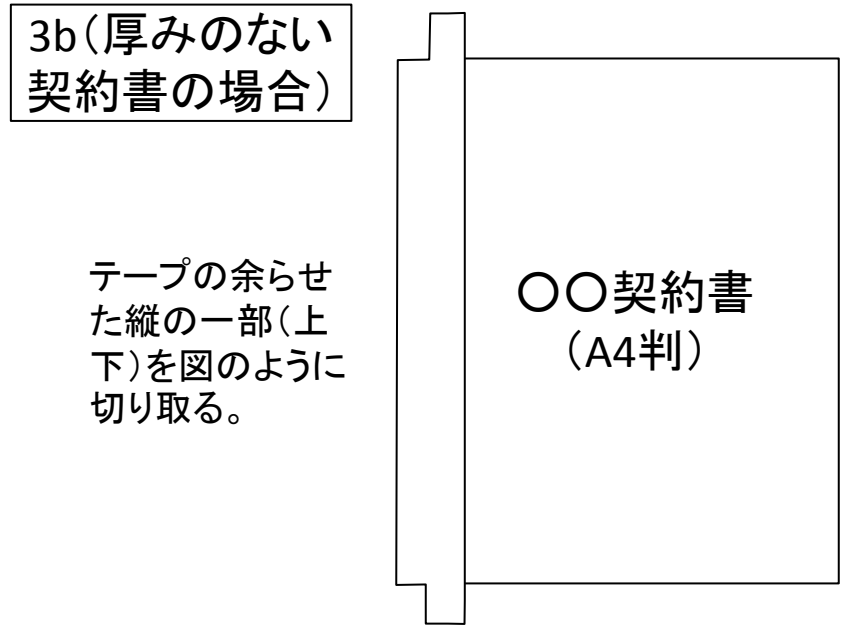 3b（厚みのない
契約書の場合）
テープの余らせ
た縦の一部（上
下）を図のように
切り取る。
〇〇契約書
（A4判）